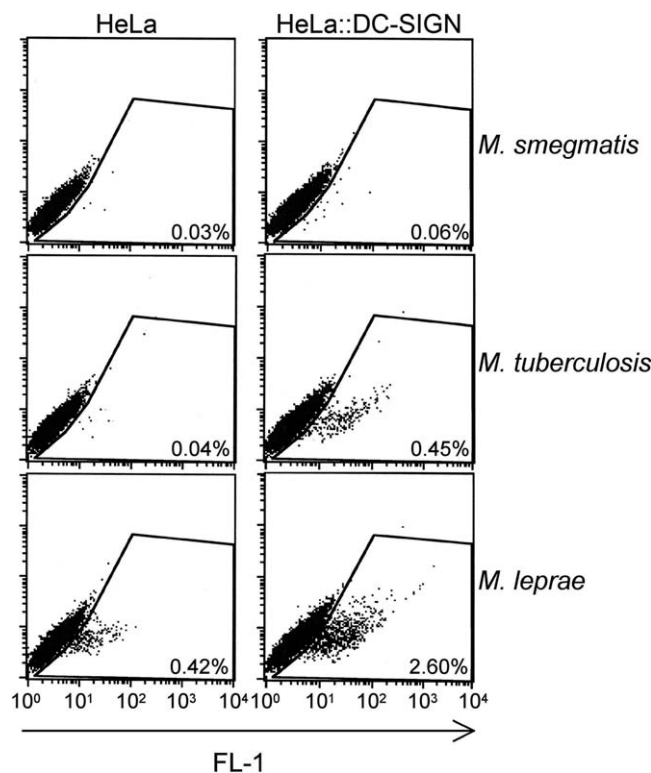 HeLa HeLa::DC-SIGN
0.03% 0.06% M. smegmatis
0.04% 0.45% M. tuberculosis
0.42% 2.60% M. leprae
10⁰ 10¹ 10² 10³ 10⁴ 10⁰ 10¹ 10² 10³ 10⁴
FL-1